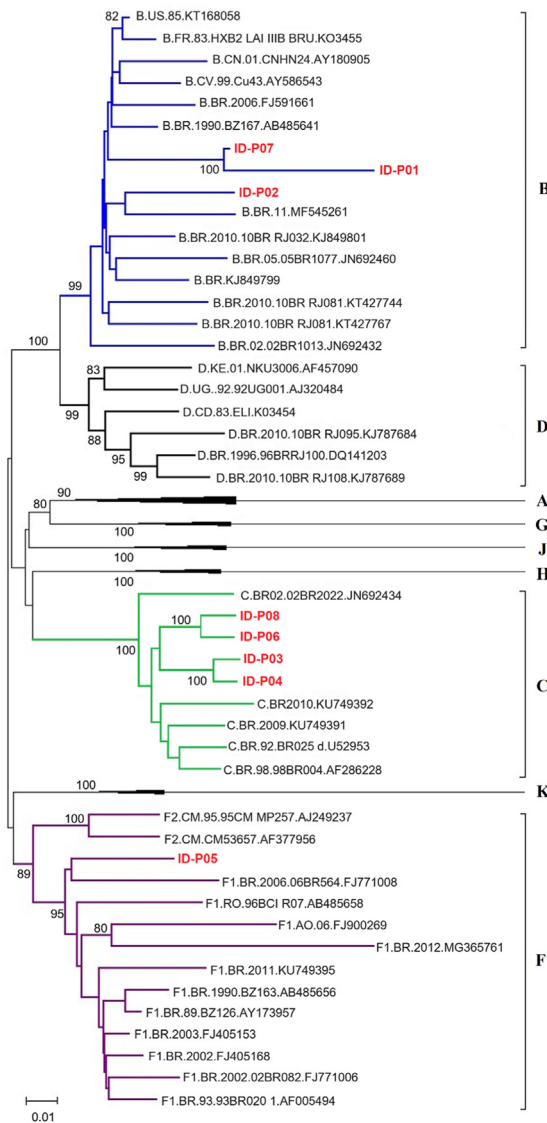 82
B.US.85.KT168058
B.FR.83.HXB2 LAI IIIB BRU.KO3455
B.CN.01.CNHN24.AY180905
B.CV.99.Cu43.AY586543
B.BR.2006.FJ591661
B.BR.1990.BZ167.AB485641
ID-P07
100
ID-P01
B
ID-P02
B.BR.11.MF545261
B.BR.2010.10BR RJ032.KJ849801
B.BR.05.05BR1077.JN692460
B.BR.KJ849799
99
B.BR.2010.10BR RJ081.KT427744
B.BR.2010.10BR RJ081.KT427767
B.BR.02.02BR1013.JN692432
100
D.KE.01.NKU3006.AF457090
83
D.UG..92.92UG001.AJ320484
99
D.CD.83.ELI.K03454
88
D.BR.2010.10BR RJ095.KJ787684
D
95
D.BR.1996.96BRRJ100.DQ141203
99
D.BR.2010.10BR RJ108.KJ787689
90
A
80
G
100
J
100
H
100
C.BR02.02BR2022.JN692434
ID-P08
100
100
ID-P06
ID-P03
100
ID-P04
C
C.BR2010.KU749392
C.BR.2009.KU749391
C.BR.92.BR025 d.U52953
C.BR.98.98BR004.AF286228
100
K
F2.CM.95.95CM MP257.AJ249237
100
F2.CM.CM53657.AF377956
ID-P05
89
F1.BR.2006.06BR564.FJ771008
95
F1.RO.96BCI R07.AB485658
F1.AO.06.FJ900269
80
F1.BR.2012.MG365761
F
F1.BR.2011.KU749395
F1.BR.1990.BZ163.AB485656
F1.BR.89.BZ126.AY173957
F1.BR.2003.FJ405153
F1.BR.2002.FJ405168
F1.BR.2002.02BR082.FJ771006
F1.BR.93.93BR020 1.AF005494
0.01